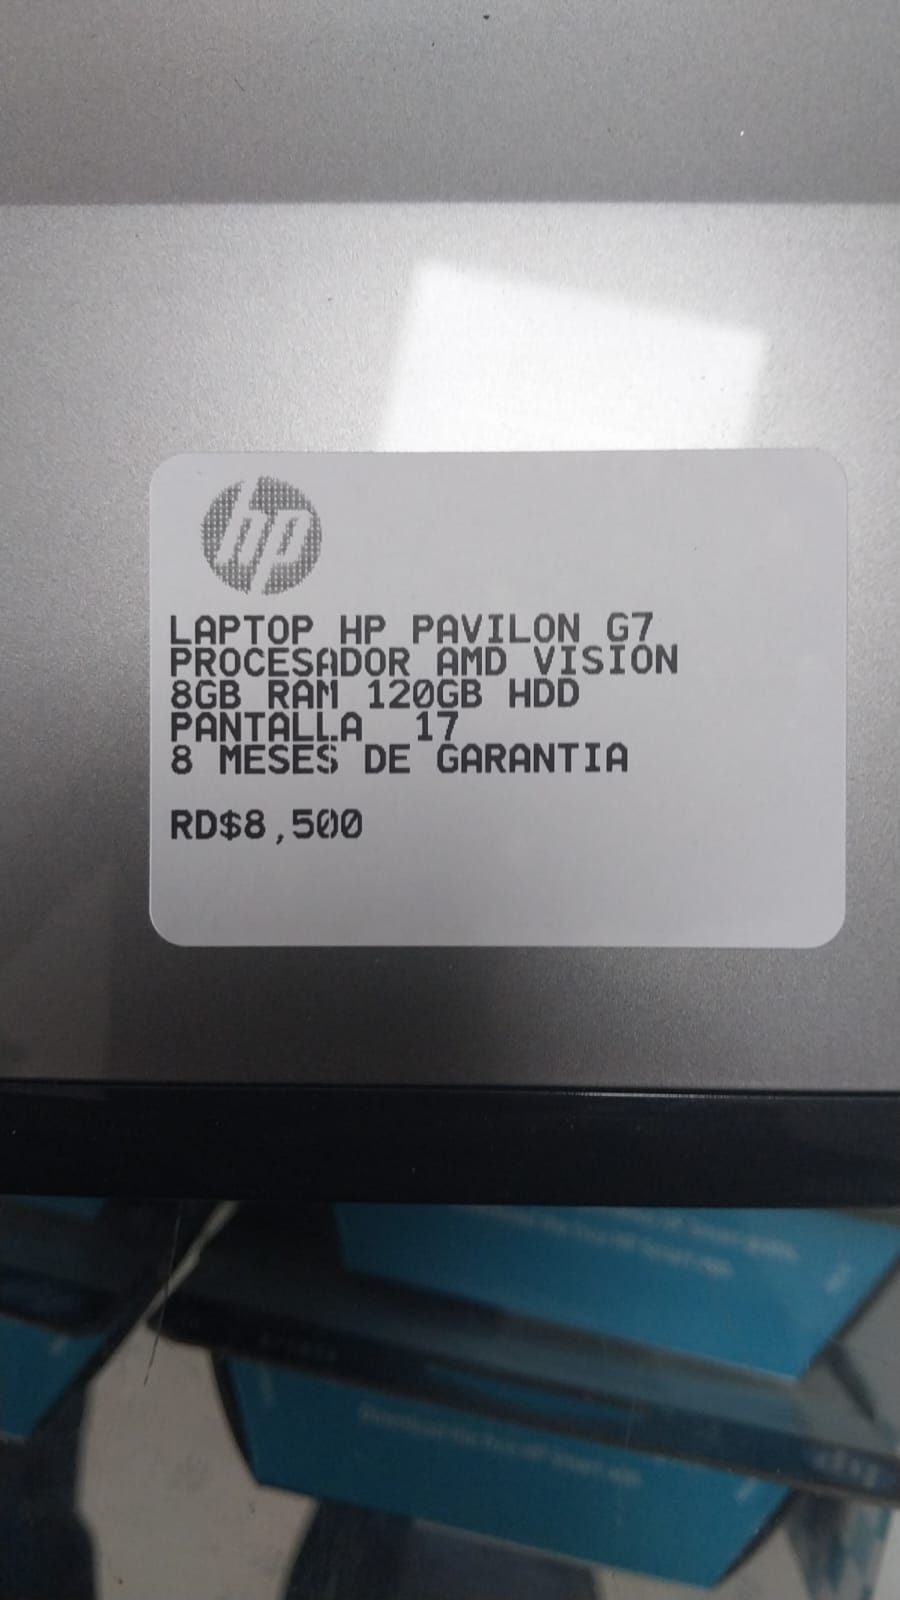 hp
LAPTOP HP PAVILON G7
PROCESADOR AMD VISION
8GB RAM 120GB HDD
PANTALLA 17
8 MESES DE GARANTIA
RD$8,500